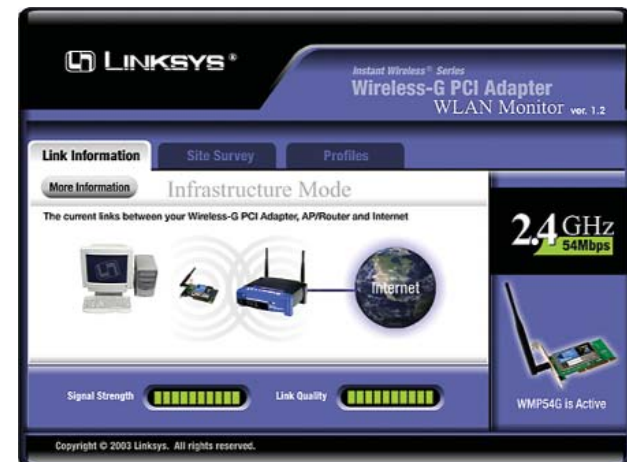 LINKSYS®
Instant Wireless® Series
Wireless-G PCI Adapter
WLAN Monitor ver. 1.2
Link Information
Site Survey
Profiles
More Information
Infrastructure Mode
The current links between your Wireless-G PCI Adapter, AP/Router and Internet
Internet
2.4 GHz
54Mbps
Signal Strength
Link Quality
WMP54G is Active
Copyright © 2003 Linksys. All rights reserved.